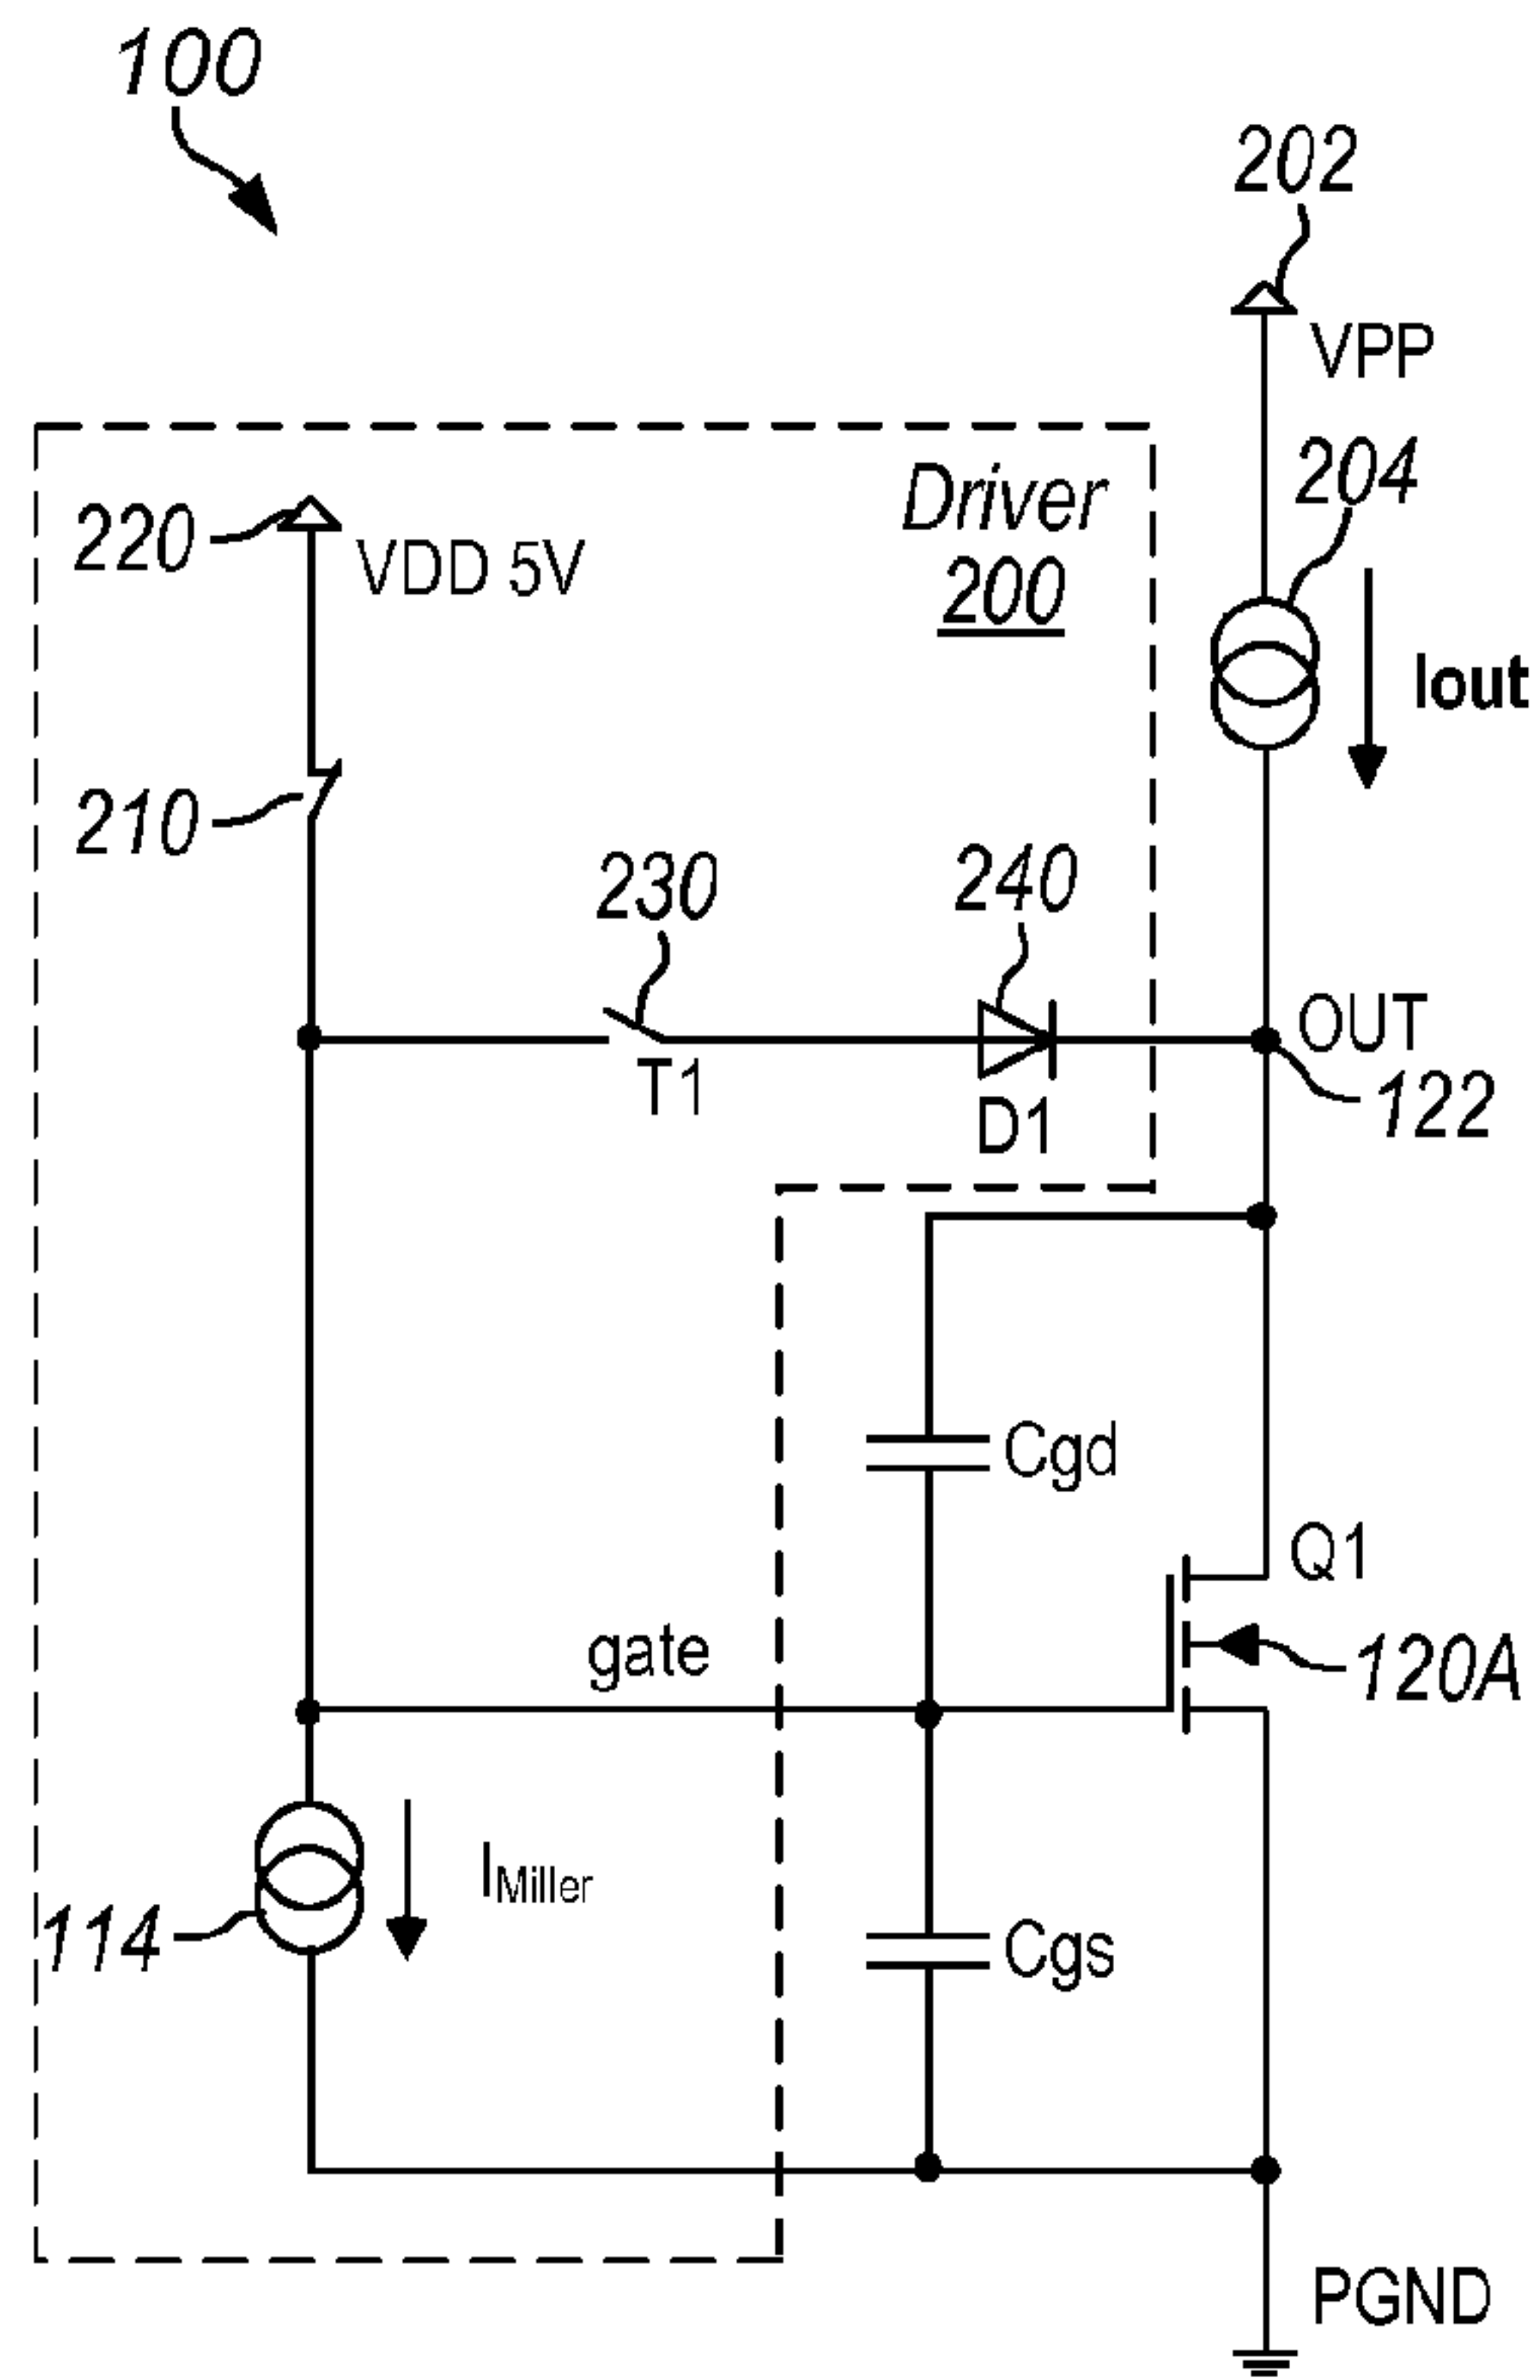 100
202
VPP
Driver
200
204
220
VDD 5V
Iout
210
230
240
OUT
T1
D1
122
Cgd
Q1
gate
120A
IMiller
114
Cgs
PGND